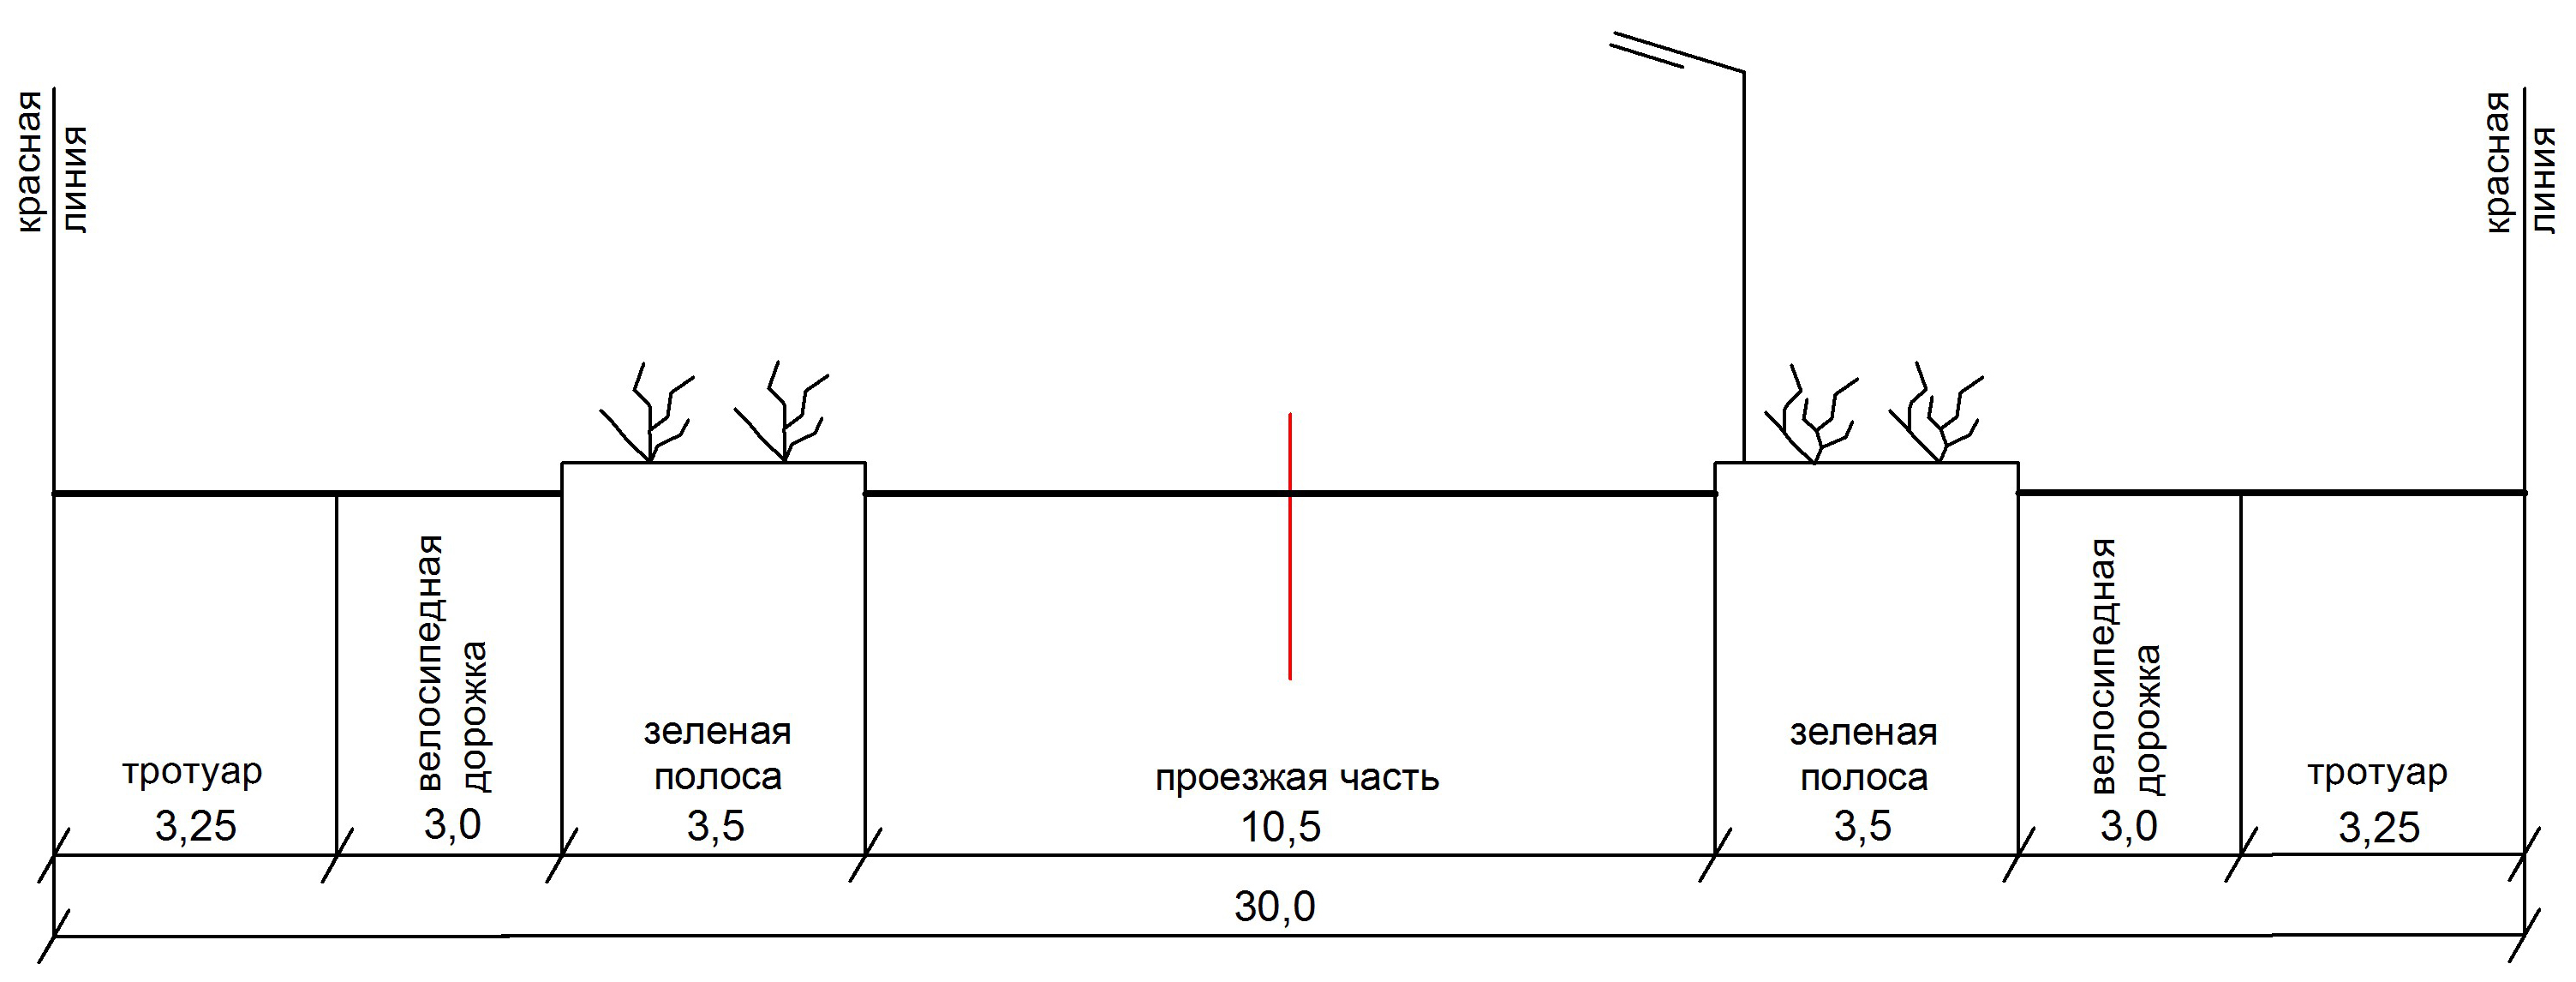 красная
линия
красная
линия
тротуар
3,25
велосипедная
дорожка
3,0
зеленая
полоса
3,5
проезжая часть
10,5
зеленая
полоса
3,5
велосипедная
дорожка
3,0
тротуар
3,25
30,0